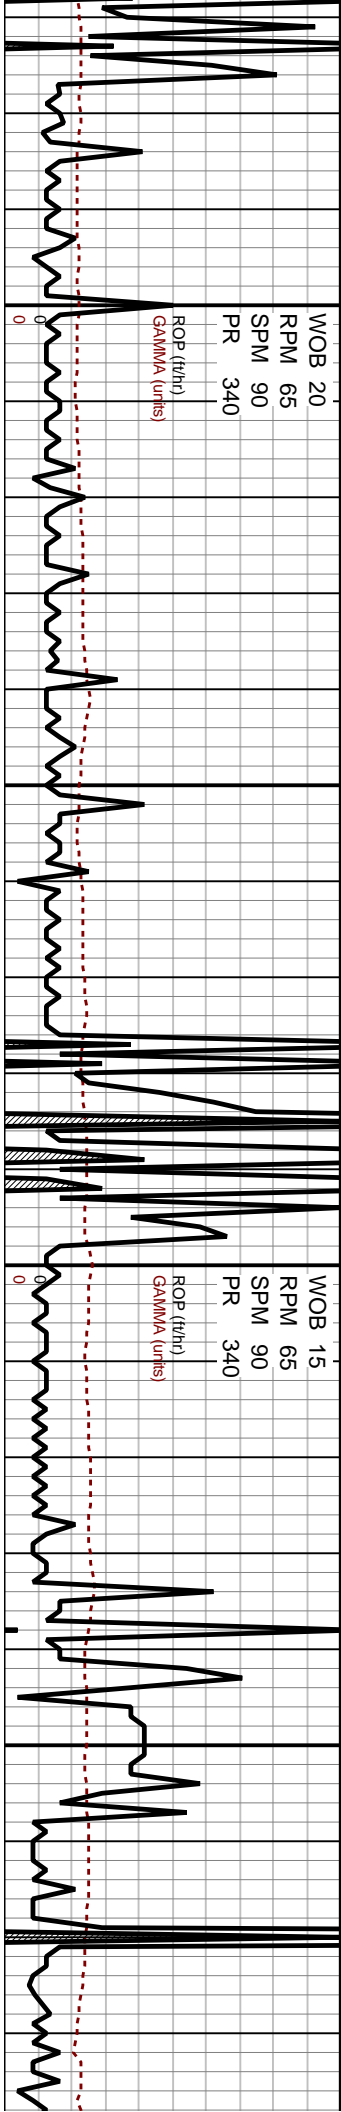 WOB 20
RPM 65
SPM 90
PR 340
ROP (ft/hr)
GAMMA (units)
0
0
WOB 15
RPM 65
SPM 90
PR 340
ROP (ft/hr)
GAMMA (units)
0
0